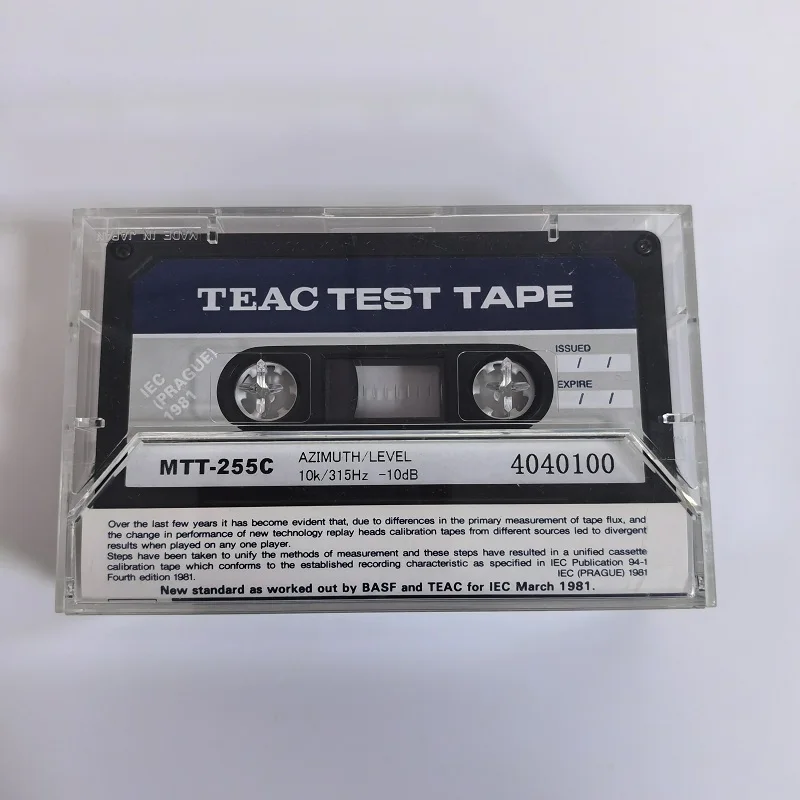 MADE IN JAPAN
TEAC TEST TAPE
IEC
(PRAGUE)
1981
ISSUED
/ /
EXPIRE
/ /
MTT-255C
AZIMUTH/LEVEL
10k/315Hz -10dB
4040100
Over the last few years it has become evident that, due to differences in the primary measurement of tape flux, and
the change in performance of new technology replay heads calibration tapes from different sources led to divergent
results when played on any one player.
Steps have been taken to unify the methods of measurement and these steps have resulted in a unified cassette
calibration tape which conforms to the established recording characteristic as specified in IEC Publication 94-1
Fourth edition 1981. IEC (PRAGUE) 1981
New standard as worked out by BASF and TEAC for IEC March 1981.